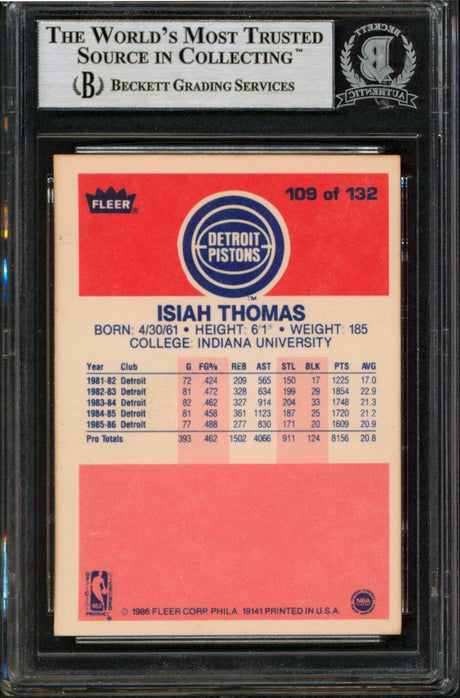 THE WORLD'S MOST TRUSTED
SOURCE IN COLLECTING™
B BECKETT GRADING SERVICES
BECKETT
AUTHENTIC
FLEER®
109 of 132
DETROIT
PISTONS
TM
ISIAH THOMAS
BORN: 4/30/61 • HEIGHT: 6'1" • WEIGHT: 185
COLLEGE: INDIANA UNIVERSITY
Year Club G FG% REB AST STL BLK PTS AVG
1981-82 Detroit 72 .424 209 565 150 17 1225 17.0
1982-83 Detroit 81 .472 328 634 199 29 1854 22.9
1983-84 Detroit 82 .462 327 914 204 33 1748 21.3
1984-85 Detroit 81 .458 361 1123 187 25 1720 21.2
1985-86 Detroit 77 .488 277 830 171 20 1609 20.9
Pro Totals 393 .462 1502 4066 911 124 8156 20.8
NBA
PRODUCT
NBA
© 1986 FLEER CORP. PHILA. 19141 PRINTED IN U.S.A.